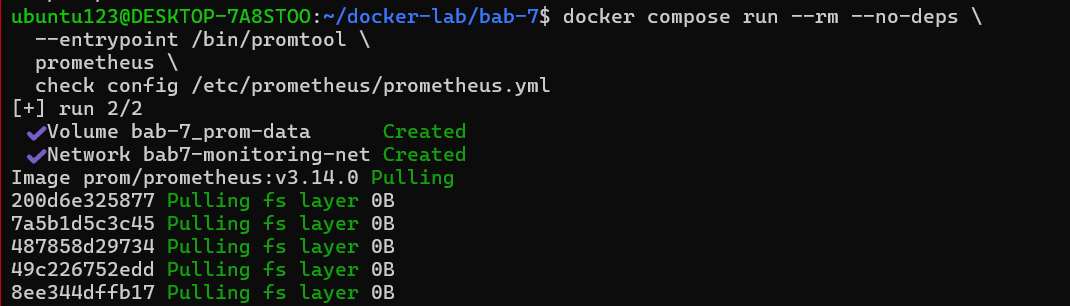 ubuntu123@DESKTOP-7A8STOO:~/docker-lab/bab-7$ docker compose run --rm --no-deps \
  --entrypoint /bin/promtool \
  prometheus \
  check config /etc/prometheus/prometheus.yml
[+] run 2/2
 ✔Volume bab-7_prom-data       Created
 ✔Network bab7-monitoring-net Created
Image prom/prometheus:v3.14.0 Pulling
200d6e325877 Pulling fs layer 0B
7a5b1d5c3c45 Pulling fs layer 0B
487858d29734 Pulling fs layer 0B
49c226752edd Pulling fs layer 0B
8ee344dffb17 Pulling fs layer 0B